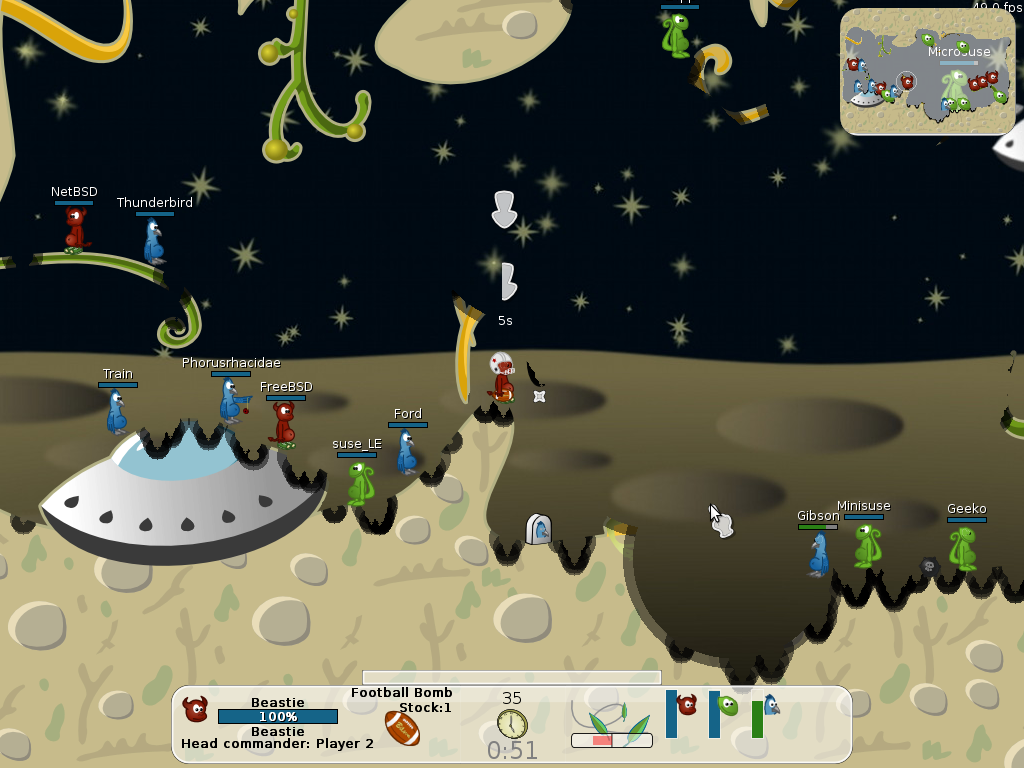 49.0 fps
Microsuse
NetBSD
Thunderbird
5s
Train
Phorusrhacidae
FreeBSD
Ford
suse_LE
Gibson
Minisuse
Geeko
Beastie
100%
Beastie
Head commander: Player 2
Football Bomb
Stock:1
35
0:51